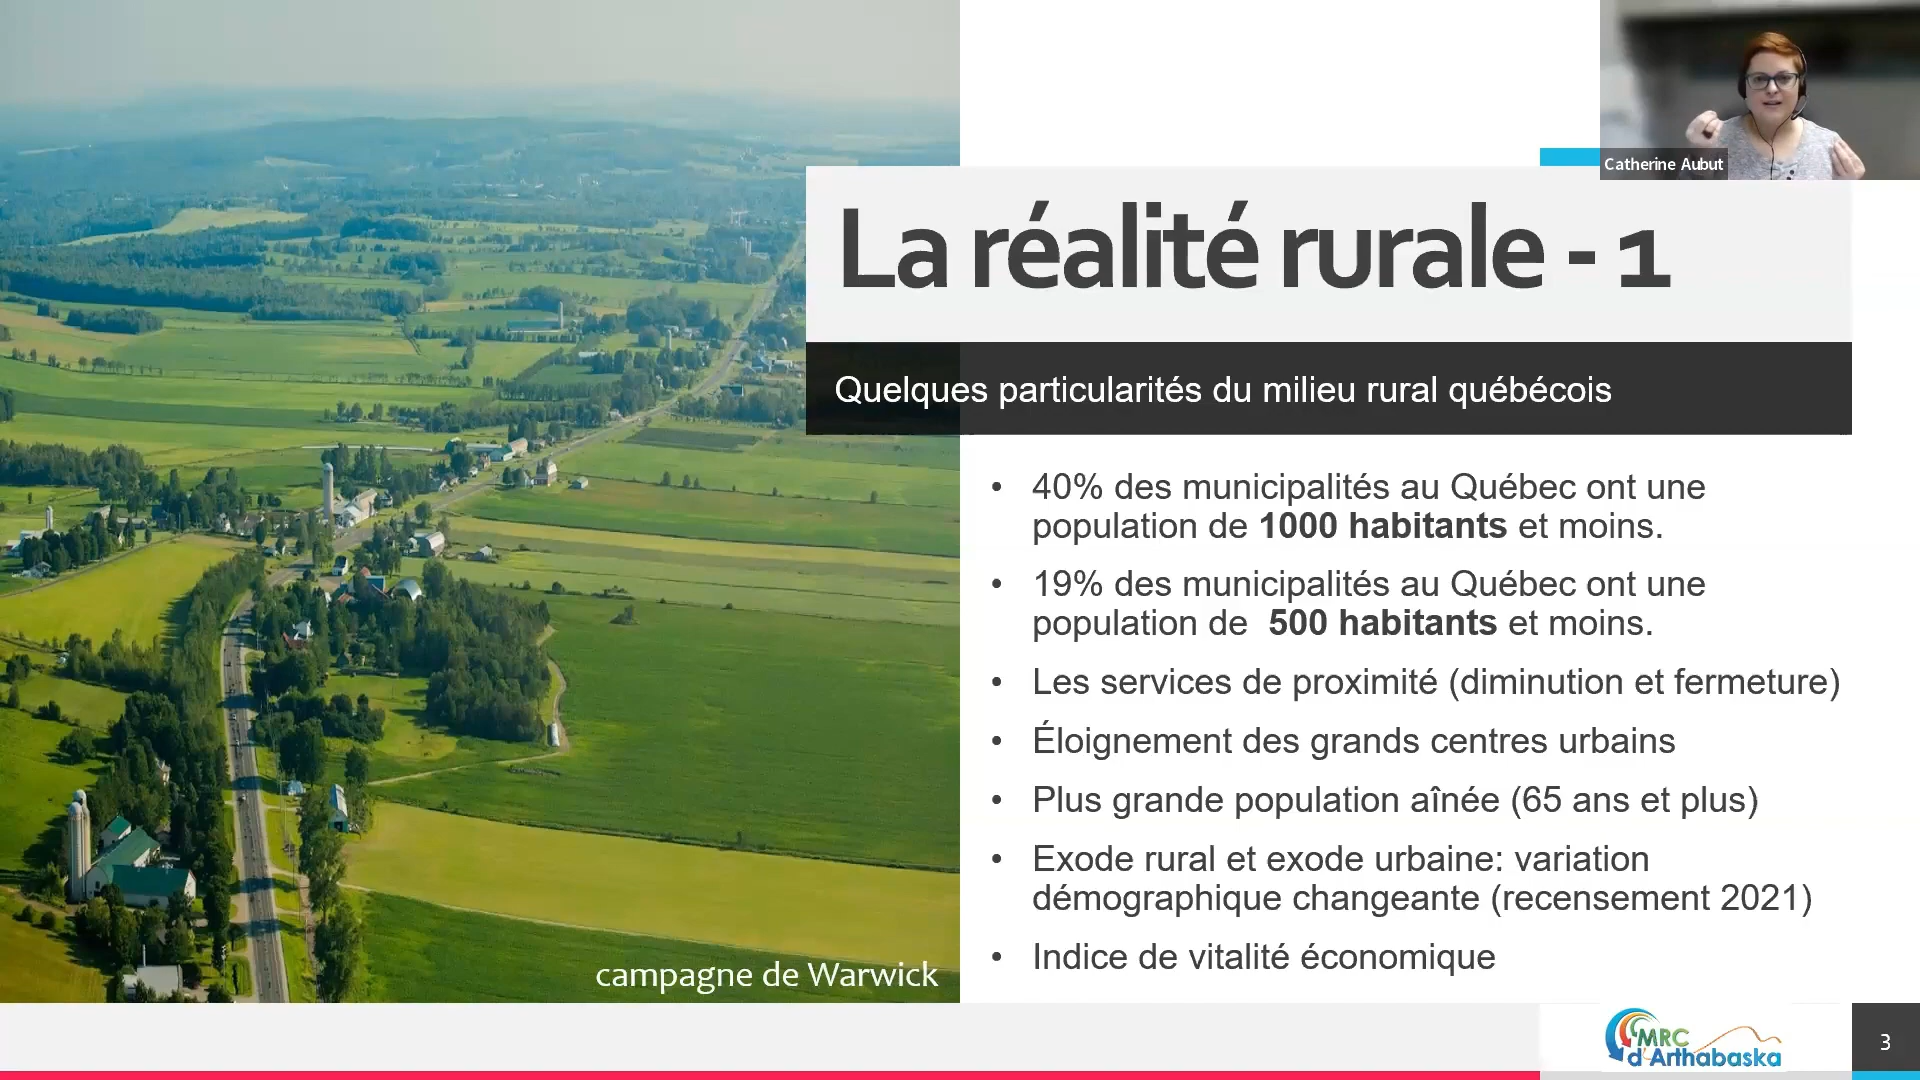 Catherine Aubut
La réalité rurale - 1
Quelques particularités du milieu rural québécois
• 40% des municipalités au Québec ont une
population de 1000 habitants et moins.
• 19% des municipalités au Québec ont une
population de  500 habitants et moins.
• Les services de proximité (diminution et fermeture)
• Éloignement des grands centres urbains
• Plus grande population aînée (65 ans et plus)
• Exode rural et exode urbaine: variation
démographique changeante (recensement 2021)
• Indice de vitalité économique
campagne de Warwick
MRC
d'Arthabaska
3